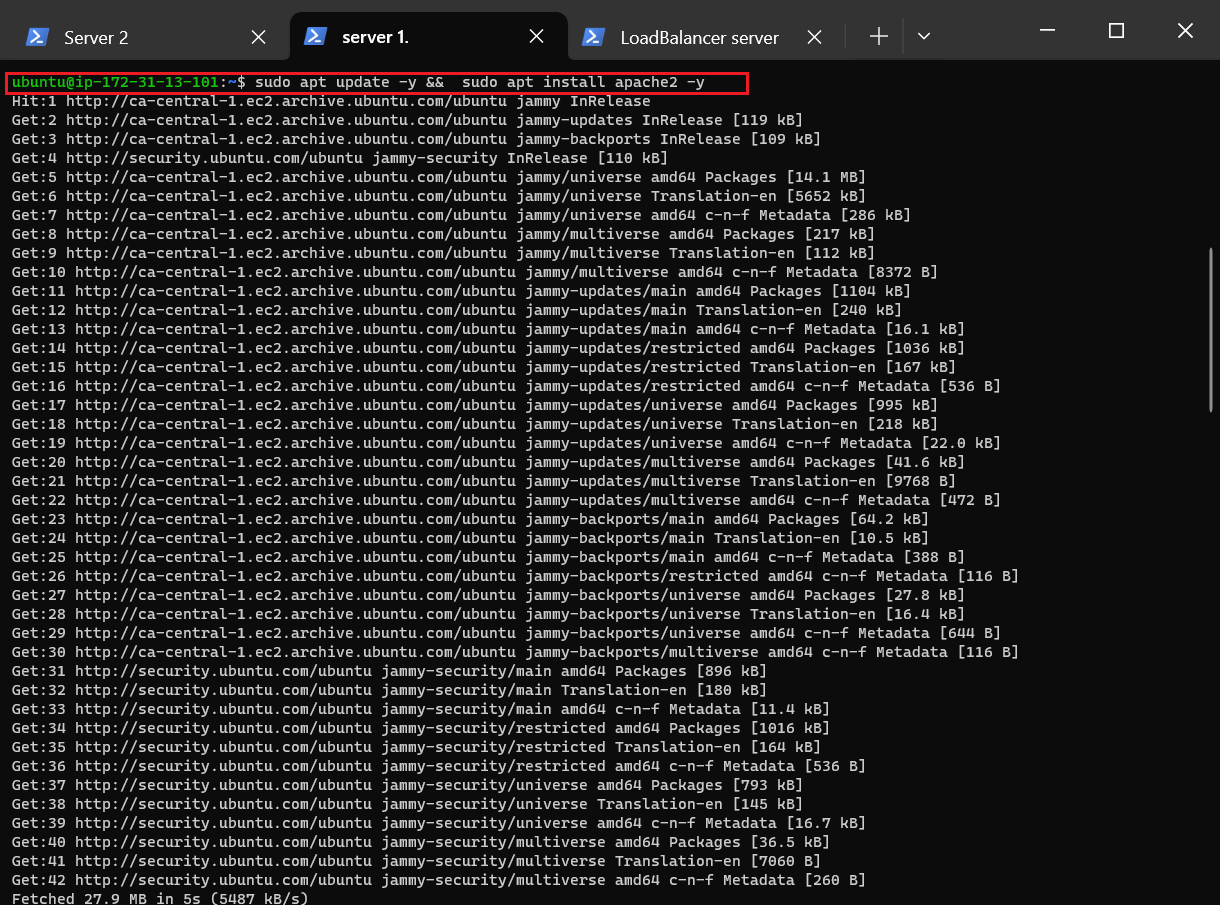 Server 2
server 1.
LoadBalancer server
ubuntu@ip-172-31-13-101:~$ sudo apt update -y &&  sudo apt install apache2 -y
Hit:1 http://ca-central-1.ec2.archive.ubuntu.com/ubuntu jammy InRelease
Get:2 http://ca-central-1.ec2.archive.ubuntu.com/ubuntu jammy-updates InRelease [119 kB]
Get:3 http://ca-central-1.ec2.archive.ubuntu.com/ubuntu jammy-backports InRelease [109 kB]
Get:4 http://security.ubuntu.com/ubuntu jammy-security InRelease [110 kB]
Get:5 http://ca-central-1.ec2.archive.ubuntu.com/ubuntu jammy/universe amd64 Packages [14.1 MB]
Get:6 http://ca-central-1.ec2.archive.ubuntu.com/ubuntu jammy/universe Translation-en [5652 kB]
Get:7 http://ca-central-1.ec2.archive.ubuntu.com/ubuntu jammy/universe amd64 c-n-f Metadata [286 kB]
Get:8 http://ca-central-1.ec2.archive.ubuntu.com/ubuntu jammy/multiverse amd64 Packages [217 kB]
Get:9 http://ca-central-1.ec2.archive.ubuntu.com/ubuntu jammy/multiverse Translation-en [112 kB]
Get:10 http://ca-central-1.ec2.archive.ubuntu.com/ubuntu jammy/multiverse amd64 c-n-f Metadata [8372 B]
Get:11 http://ca-central-1.ec2.archive.ubuntu.com/ubuntu jammy-updates/main amd64 Packages [1104 kB]
Get:12 http://ca-central-1.ec2.archive.ubuntu.com/ubuntu jammy-updates/main Translation-en [240 kB]
Get:13 http://ca-central-1.ec2.archive.ubuntu.com/ubuntu jammy-updates/main amd64 c-n-f Metadata [16.1 kB]
Get:14 http://ca-central-1.ec2.archive.ubuntu.com/ubuntu jammy-updates/restricted amd64 Packages [1036 kB]
Get:15 http://ca-central-1.ec2.archive.ubuntu.com/ubuntu jammy-updates/restricted Translation-en [167 kB]
Get:16 http://ca-central-1.ec2.archive.ubuntu.com/ubuntu jammy-updates/restricted amd64 c-n-f Metadata [536 B]
Get:17 http://ca-central-1.ec2.archive.ubuntu.com/ubuntu jammy-updates/universe amd64 Packages [995 kB]
Get:18 http://ca-central-1.ec2.archive.ubuntu.com/ubuntu jammy-updates/universe Translation-en [218 kB]
Get:19 http://ca-central-1.ec2.archive.ubuntu.com/ubuntu jammy-updates/universe amd64 c-n-f Metadata [22.0 kB]
Get:20 http://ca-central-1.ec2.archive.ubuntu.com/ubuntu jammy-updates/multiverse amd64 Packages [41.6 kB]
Get:21 http://ca-central-1.ec2.archive.ubuntu.com/ubuntu jammy-updates/multiverse Translation-en [9768 B]
Get:22 http://ca-central-1.ec2.archive.ubuntu.com/ubuntu jammy-updates/multiverse amd64 c-n-f Metadata [472 B]
Get:23 http://ca-central-1.ec2.archive.ubuntu.com/ubuntu jammy-backports/main amd64 Packages [64.2 kB]
Get:24 http://ca-central-1.ec2.archive.ubuntu.com/ubuntu jammy-backports/main Translation-en [10.5 kB]
Get:25 http://ca-central-1.ec2.archive.ubuntu.com/ubuntu jammy-backports/main amd64 c-n-f Metadata [388 B]
Get:26 http://ca-central-1.ec2.archive.ubuntu.com/ubuntu jammy-backports/restricted amd64 c-n-f Metadata [116 B]
Get:27 http://ca-central-1.ec2.archive.ubuntu.com/ubuntu jammy-backports/universe amd64 Packages [27.8 kB]
Get:28 http://ca-central-1.ec2.archive.ubuntu.com/ubuntu jammy-backports/universe Translation-en [16.4 kB]
Get:29 http://ca-central-1.ec2.archive.ubuntu.com/ubuntu jammy-backports/universe amd64 c-n-f Metadata [644 B]
Get:30 http://ca-central-1.ec2.archive.ubuntu.com/ubuntu jammy-backports/multiverse amd64 c-n-f Metadata [116 B]
Get:31 http://security.ubuntu.com/ubuntu jammy-security/main amd64 Packages [896 kB]
Get:32 http://security.ubuntu.com/ubuntu jammy-security/main Translation-en [180 kB]
Get:33 http://security.ubuntu.com/ubuntu jammy-security/main amd64 c-n-f Metadata [11.4 kB]
Get:34 http://security.ubuntu.com/ubuntu jammy-security/restricted amd64 Packages [1016 kB]
Get:35 http://security.ubuntu.com/ubuntu jammy-security/restricted Translation-en [164 kB]
Get:36 http://security.ubuntu.com/ubuntu jammy-security/restricted amd64 c-n-f Metadata [536 B]
Get:37 http://security.ubuntu.com/ubuntu jammy-security/universe amd64 Packages [793 kB]
Get:38 http://security.ubuntu.com/ubuntu jammy-security/universe Translation-en [145 kB]
Get:39 http://security.ubuntu.com/ubuntu jammy-security/universe amd64 c-n-f Metadata [16.7 kB]
Get:40 http://security.ubuntu.com/ubuntu jammy-security/multiverse amd64 Packages [36.5 kB]
Get:41 http://security.ubuntu.com/ubuntu jammy-security/multiverse Translation-en [7060 B]
Get:42 http://security.ubuntu.com/ubuntu jammy-security/multiverse amd64 c-n-f Metadata [260 B]
Fetched 27.9 MB in 5s (5487 kB/s)